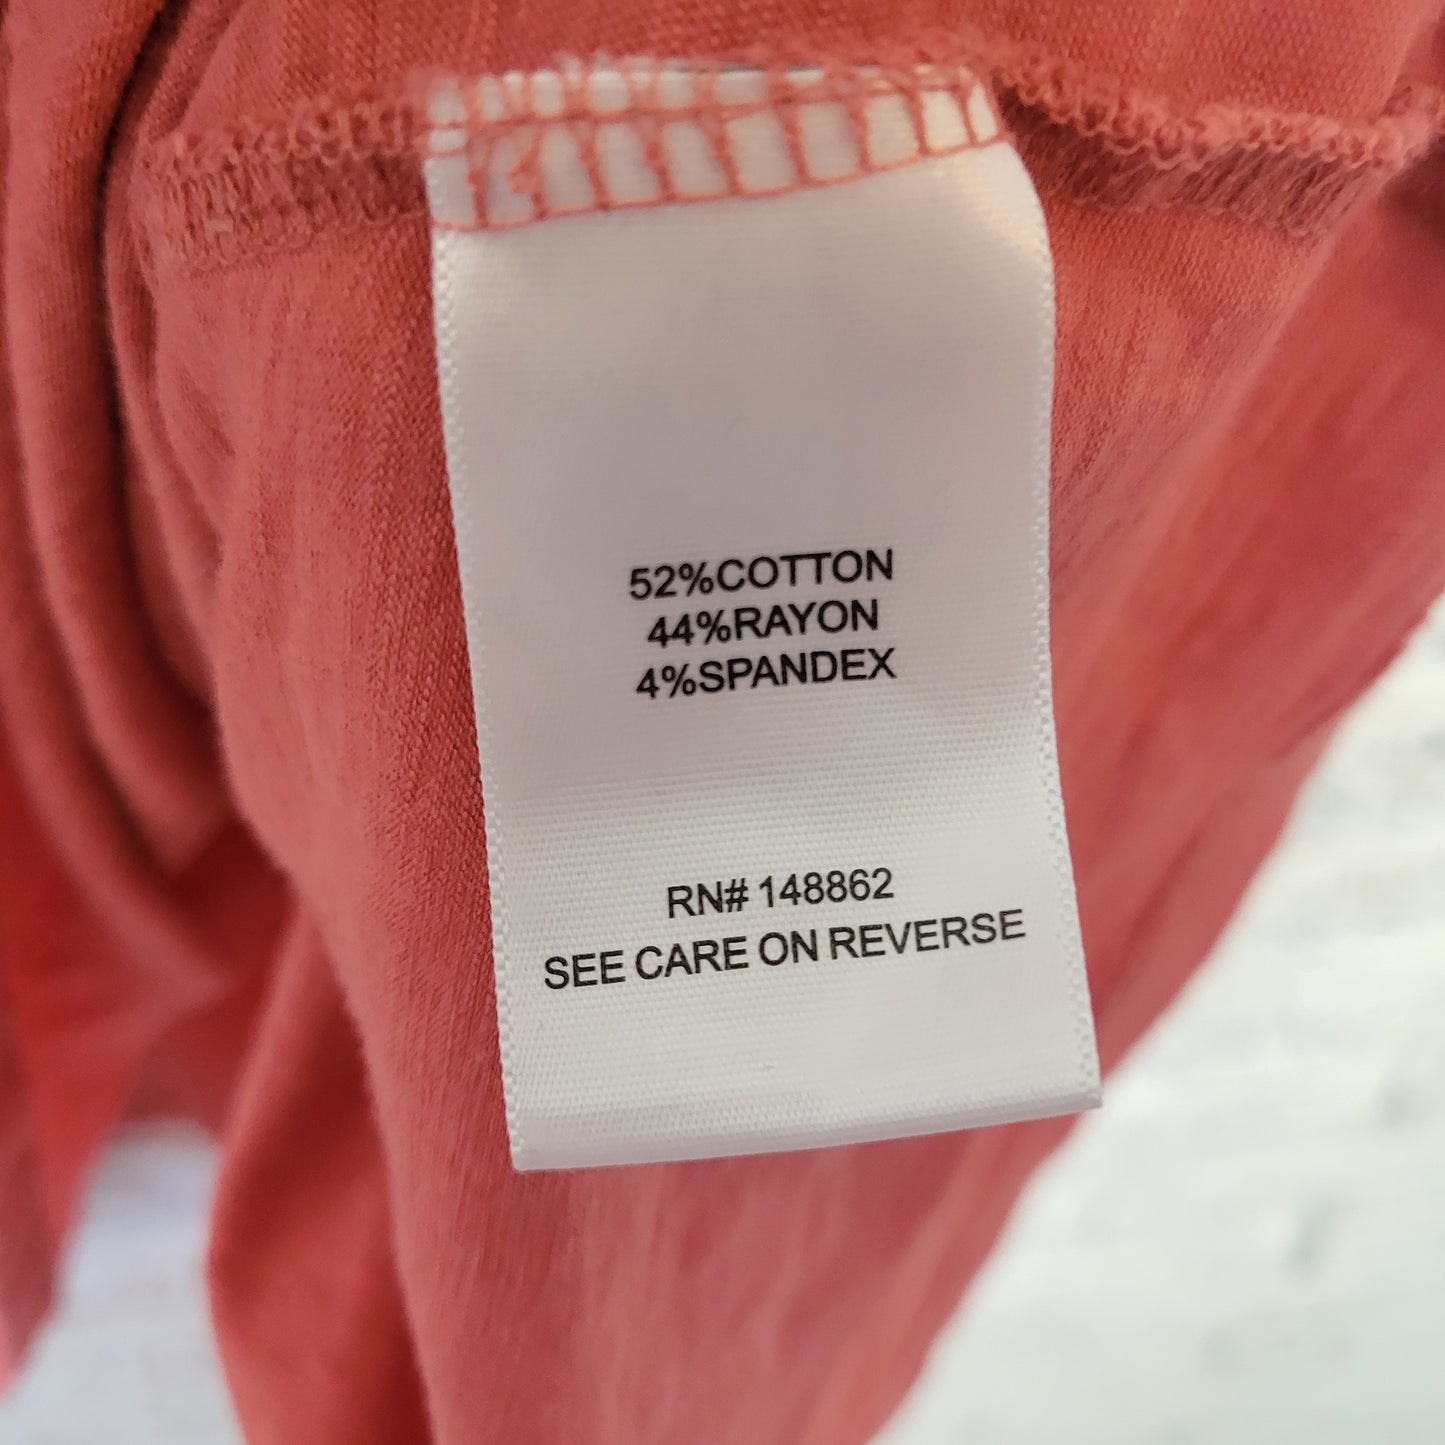 52%COTTON
44%RAYON
4%SPANDEX
RN# 148862
SEE CARE ON REVERSE